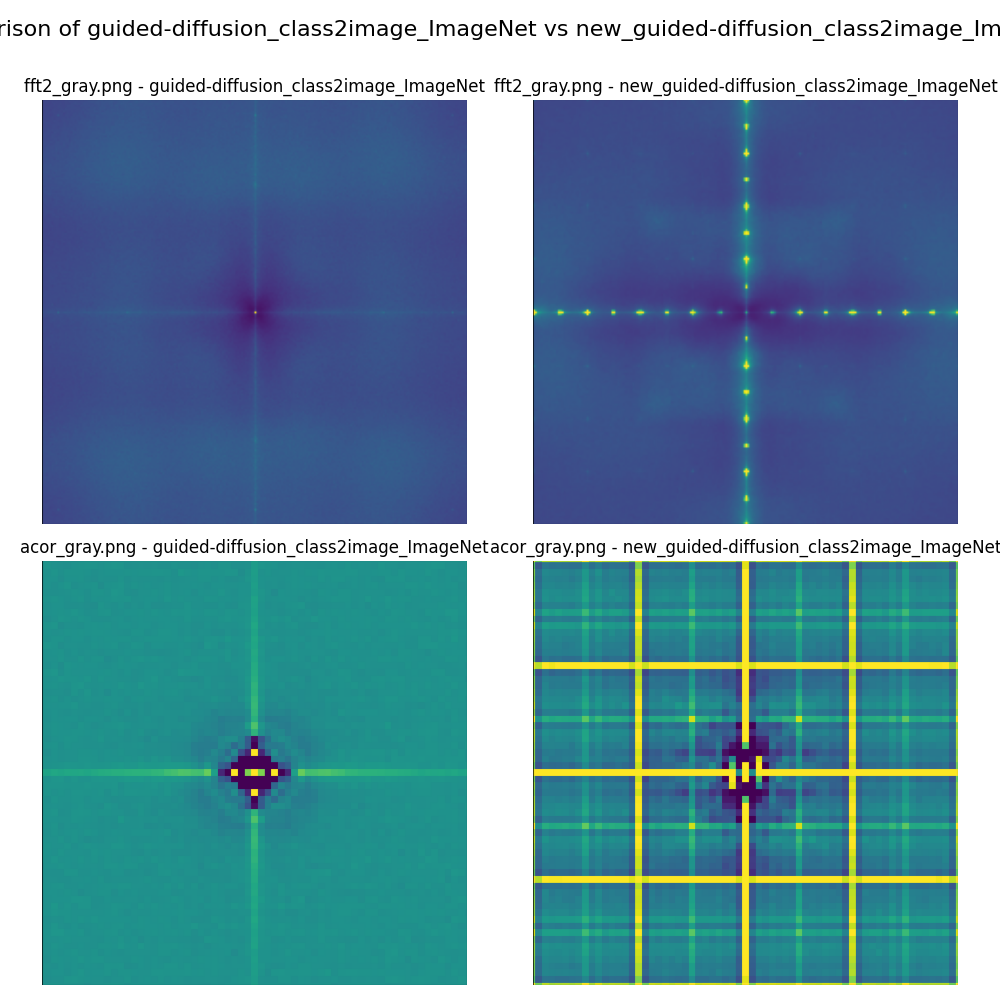 rison of guided-diffusion_class2image_ImageNet vs new_guided-diffusion_class2image_Im
fft2_gray.png - guided-diffusion_class2image_ImageNet
fft2_gray.png - new_guided-diffusion_class2image_ImageNet
acor_gray.png - guided-diffusion_class2image_ImageNet
acor_gray.png - new_guided-diffusion_class2image_ImageNet